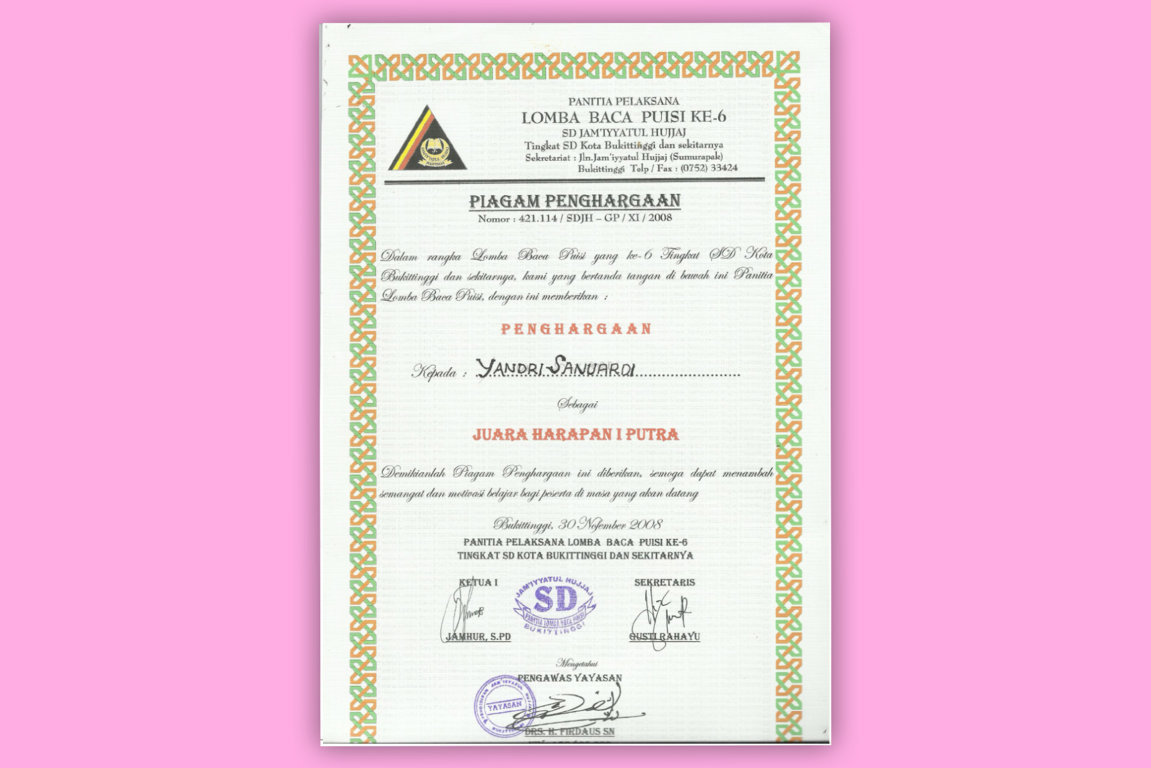 PANITIA PELAKSANA
LOMBA BACA PUISI KE-6
SD JAM'IYYATUL HUJJAJ
Tingkat SD Kota Bukittinggi dan sekitarnya
Sekretariat : Jln.Jam'iyyatul Hujjaj (Sumurapak)
Bukittinggi Telp / Fax : (0752) 33424
PIAGAM PENGHARGAAN
Nomor : 421.114 / SDJH – GP / XI / 2008
Dalam rangka Lomba Baca Puisi yang ke-6 Tingkat SD Kota
Bukittinggi dan sekitarnya, kami yang bertanda tangan di bawah ini Panitia
Lomba Baca Puisi, dengan ini memberikan :
PENGHARGAAN
Kepada : YANDRI SANUARDI
Sebagai
JUARA HARAPAN I PUTRA
Demikianlah Piagam Penghargaan ini diberikan, semoga dapat menambah
semangat dan motivasi belajar bagi peserta di masa yang akan datang
Bukittinggi, 30 Nofember 2008
PANITIA PELAKSANA LOMBA BACA PUISI KE-6
TINGKAT SD KOTA BUKITTINGGI DAN SEKITARNYA
KETUA I
SEKRETARIS
JAM'IYYATUL HUJJAJ
SD
PANITIA LOMBA BACA PUISI
BUKITTINGGI
JAMHUR, S.PD
GUSTI RAHAYU
Mengetahui
PENGAWAS YAYASAN
YAYASAN
DRS. H. FIRDAUS SN